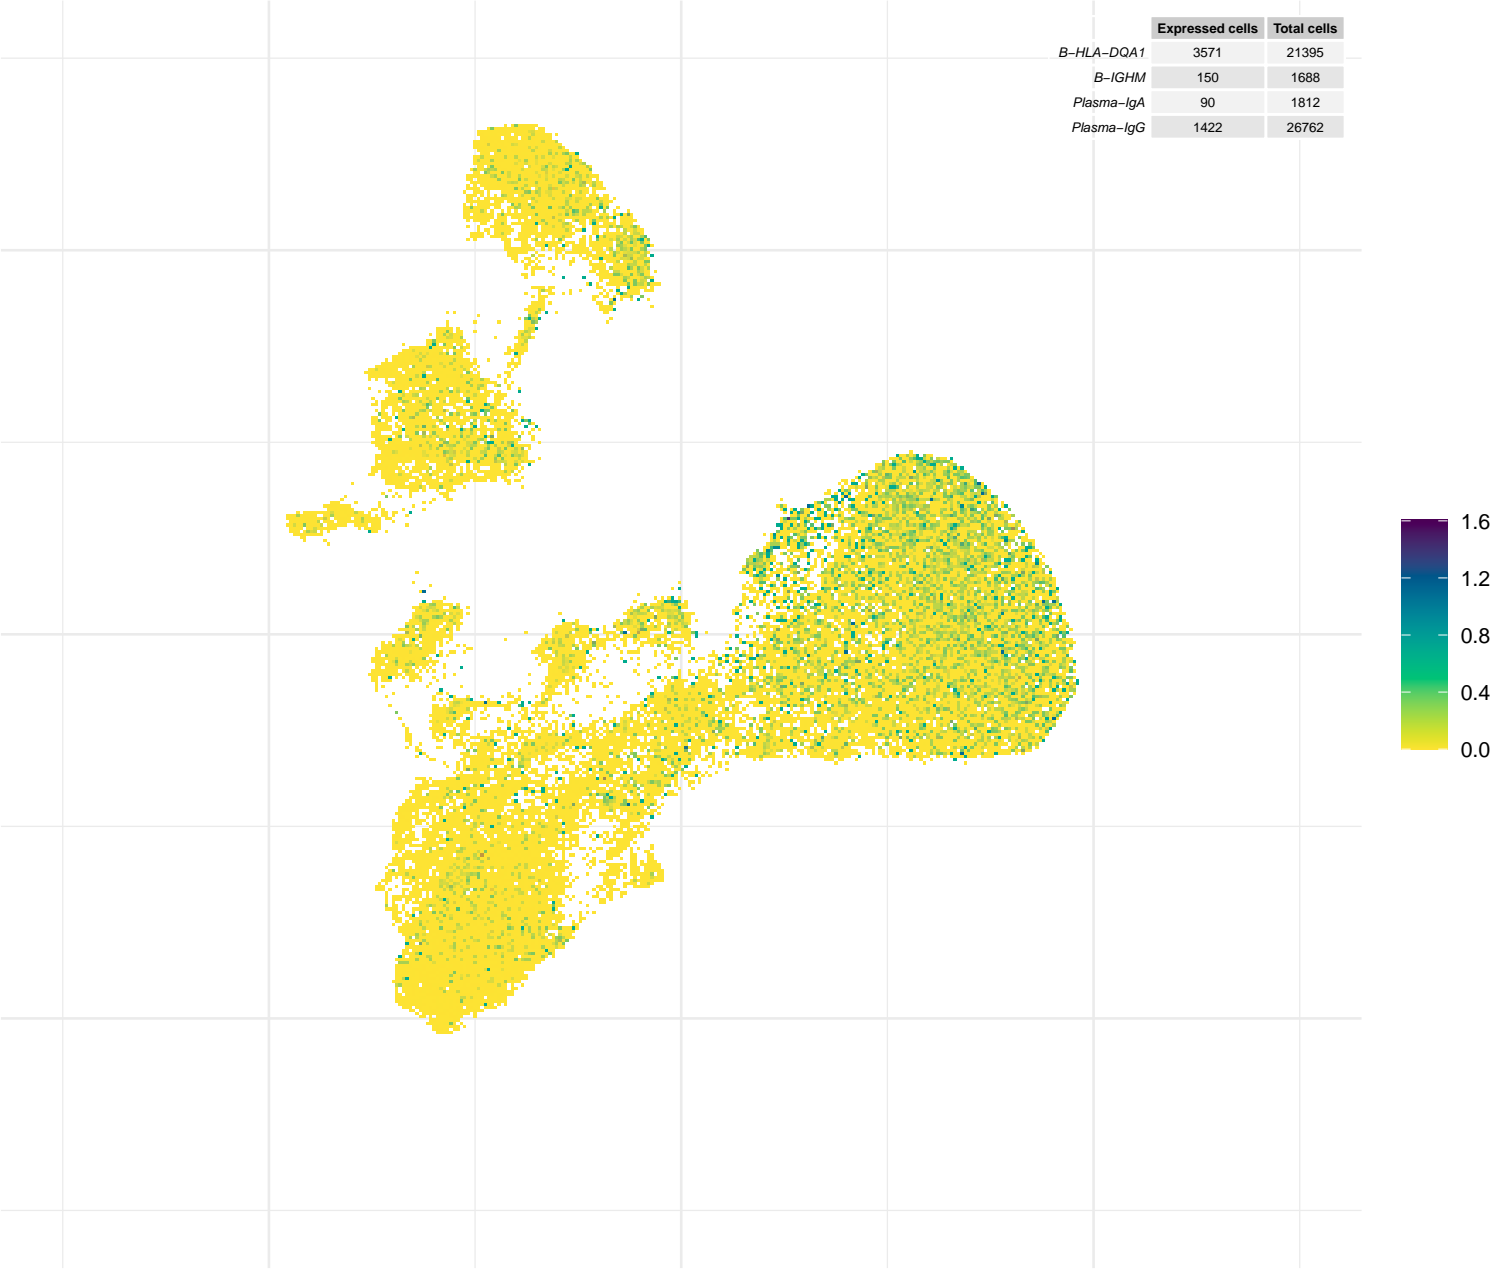 Expressed cells Total cells
B−HLA−DQA1 3571 21395
B−IGHM 150 1688
Plasma−IgA 90 1812
Plasma−IgG 1422 26762
1.6
1.2
0.8
0.4
0.0